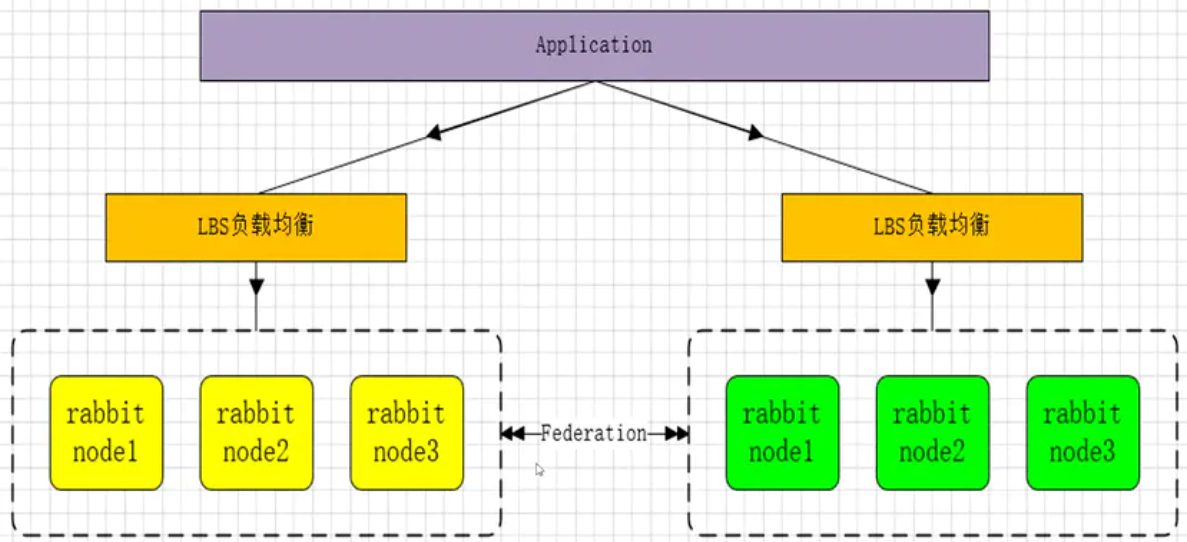 Application
LBS负载均衡
LBS负载均衡
rabbit
node1
rabbit
node2
rabbit
node3
Federation
rabbit
node1
rabbit
node2
rabbit
node3